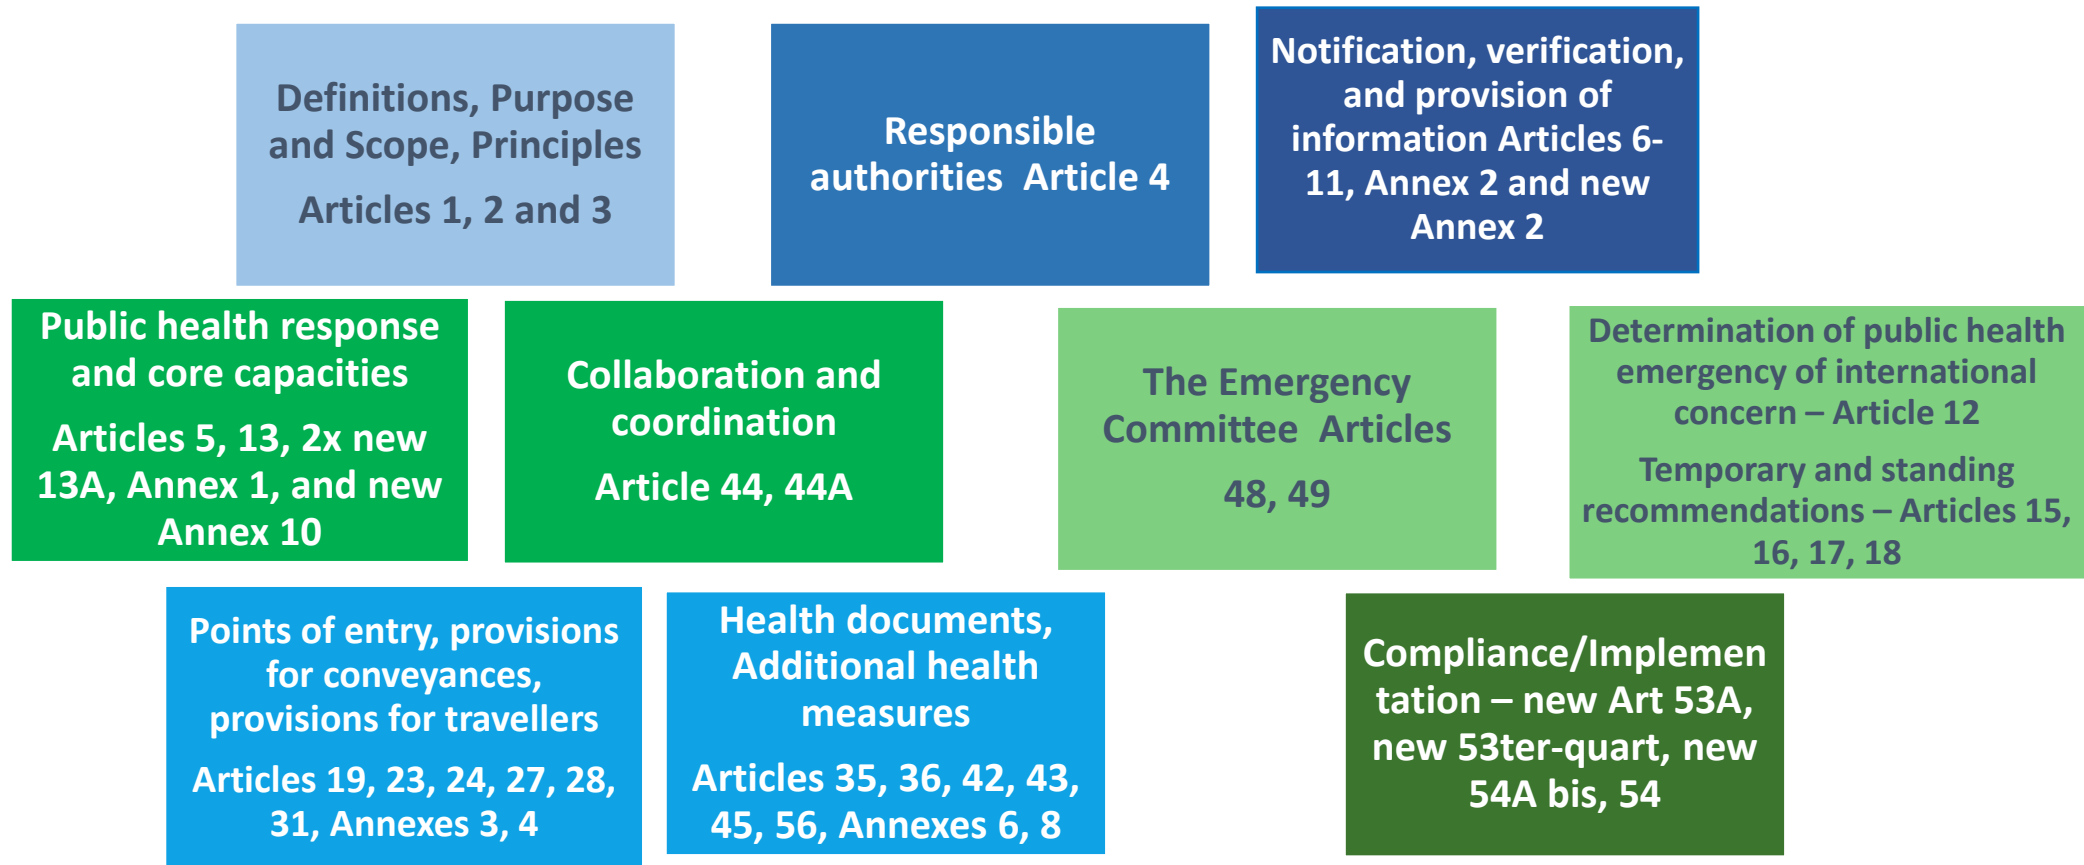 Definitions, Purpose
and Scope, Principles
Articles 1, 2 and 3
Responsible
authorities Article 4
Notification, verification,
and provision of
information Articles 6-
11, Annex 2 and new
Annex 2
Public health response
and core capacities
Articles 5, 13, 2x new
13A, Annex 1, and new
Annex 10
Collaboration and
coordination
Article 44, 44A
The Emergency
Committee Articles
48, 49
Determination of public health
emergency of international
concern – Article 12
Temporary and standing
recommendations – Articles 15,
16, 17, 18
Points of entry, provisions
for conveyances,
provisions for travellers
Articles 19, 23, 24, 27, 28,
31, Annexes 3, 4
Health documents,
Additional health
measures
Articles 35, 36, 42, 43,
45, 56, Annexes 6, 8
Compliance/Implemen
tation – new Art 53A,
new 53ter-quart, new
54A bis, 54